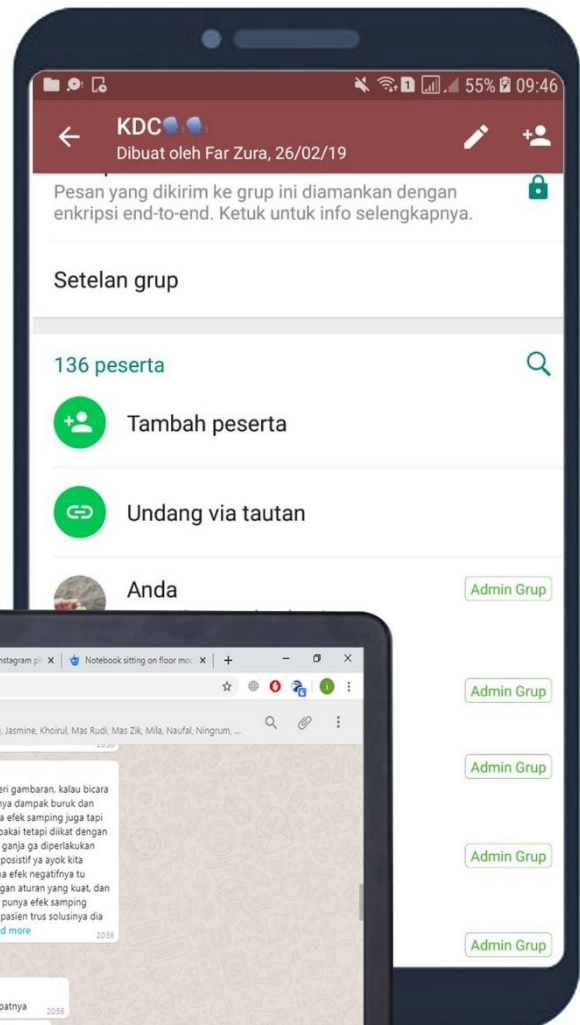 55% 09:46
KDC
Dibuat oleh Far Zura, 26/02/19
Pesan yang dikirim ke grup ini diamankan dengan
enkripsi end-to-end. Ketuk untuk info selengkapnya.
Setelan grup
136 peserta
Tambah peserta
Undang via tautan
Anda
Admin Grup
Admin Grup
Admin Grup
Admin Grup
Admin Grup
Notebook sitting on floor
Jasmine, Khoirul, Mas Rudi, Mas Zik, Mila, Naufal, Ningrum, ...
eri gambaran, kalau bicara
nya dampak buruk dan
a efek samping juga tapi
pakai tetapi diikat dengan
ganja ga diperlakukan
posistif ya ayok kita
a efek negatifnya tu
gan aturan yang kuat, dan
punya efek samping
pasien trus solusinya dia
d more
20:56
patnya 20:56